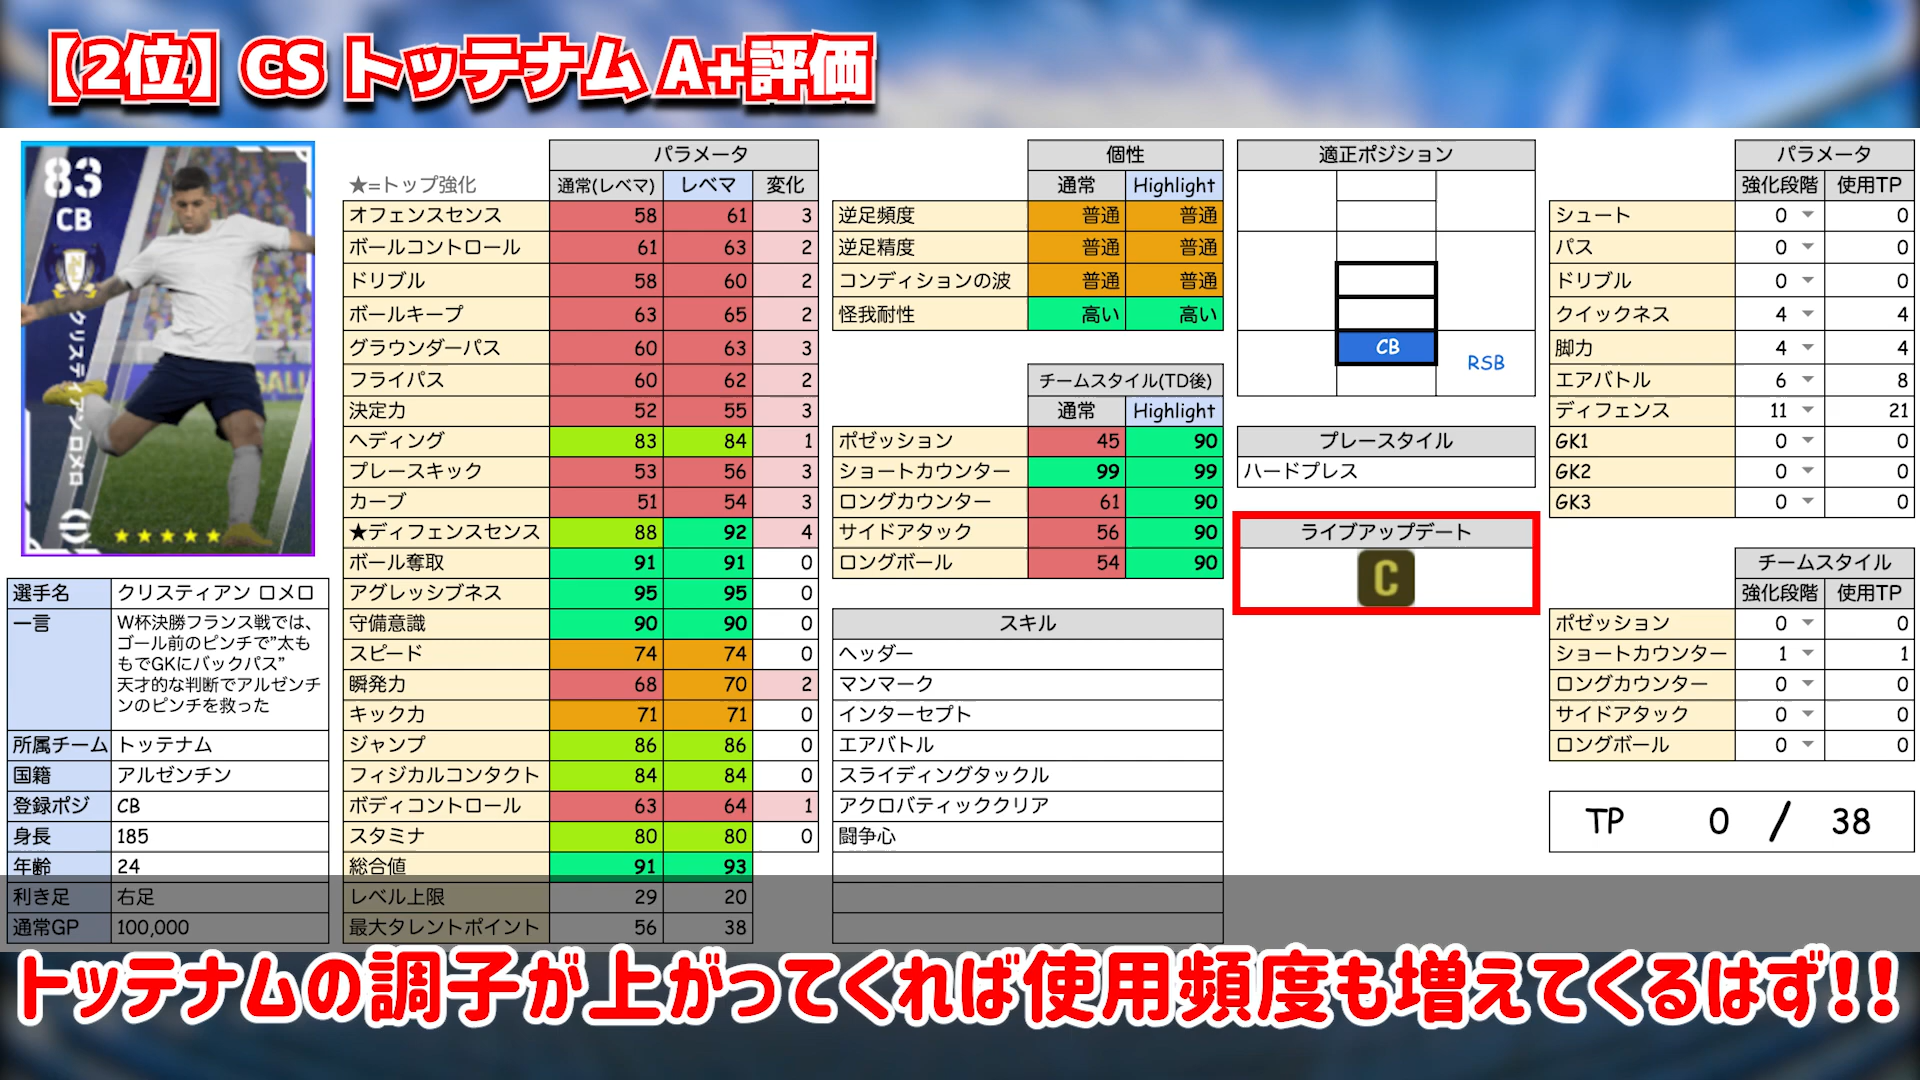 【2位】CS トッテナム A+評価
83
CB
クリスティアン ロメロ
★★★★★
選手名 クリスティアン ロメロ
一言 W杯決勝フランス戦では、
ゴール前のピンチで”太も
もでGKにバックパス”
天才的な判断でアルゼンチ
ンのピンチを救った
所属チーム トッテナム
国籍 アルゼンチン
登録ポジ CB
身長 185
年齢 24
利き足 右足
通常GP 100,000
パラメータ
★=トップ強化 通常(レベマ) レベマ 変化
オフェンスセンス 58 61 3
ボールコントロール 61 63 2
ドリブル 58 60 2
ボールキープ 63 65 2
グラウンダーパス 60 63 3
フライパス 60 62 2
決定力 52 55 3
ヘディング 83 84 1
プレースキック 53 56 3
カーブ 51 54 3
★ディフェンスセンス 88 92 4
ボール奪取 91 91 0
アグレッシブネス 95 95 0
守備意識 90 90 0
スピード 74 74 0
瞬発力 68 70 2
キック力 71 71 0
ジャンプ 86 86 0
フィジカルコンタクト 84 84 0
ボディコントロール 63 64 1
スタミナ 80 80 0
総合値 91 93
レベル上限 29 20
最大タレントポイント 56 38
個性
通常 Highlight
逆足頻度 普通 普通
逆足精度 普通 普通
コンディションの波 普通 普通
怪我耐性 高い 高い
チームスタイル(TD後)
通常 Highlight
ポゼッション 45 90
ショートカウンター 99 99
ロングカウンター 61 90
サイドアタック 56 90
ロングボール 54 90
スキル
ヘッダー
マンマーク
インターセプト
エアバトル
スライディングタックル
アクロバティッククリア
闘争心
適正ポジション
CB
RSB
プレースタイル
ハードプレス
ライブアップデート
C
パラメータ
強化段階 使用TP
シュート 0 0
パス 0 0
ドリブル 0 0
クイックネス 4 4
脚力 4 4
エアバトル 6 8
ディフェンス 11 21
GK1 0 0
GK2 0 0
GK3 0 0
チームスタイル
強化段階 使用TP
ポゼッション 0 0
ショートカウンター 1 1
ロングカウンター 0 0
サイドアタック 0 0
ロングボール 0 0
TP 0 / 38
トッテナムの調子が上がってくれば使用頻度も増えてくるはず!!